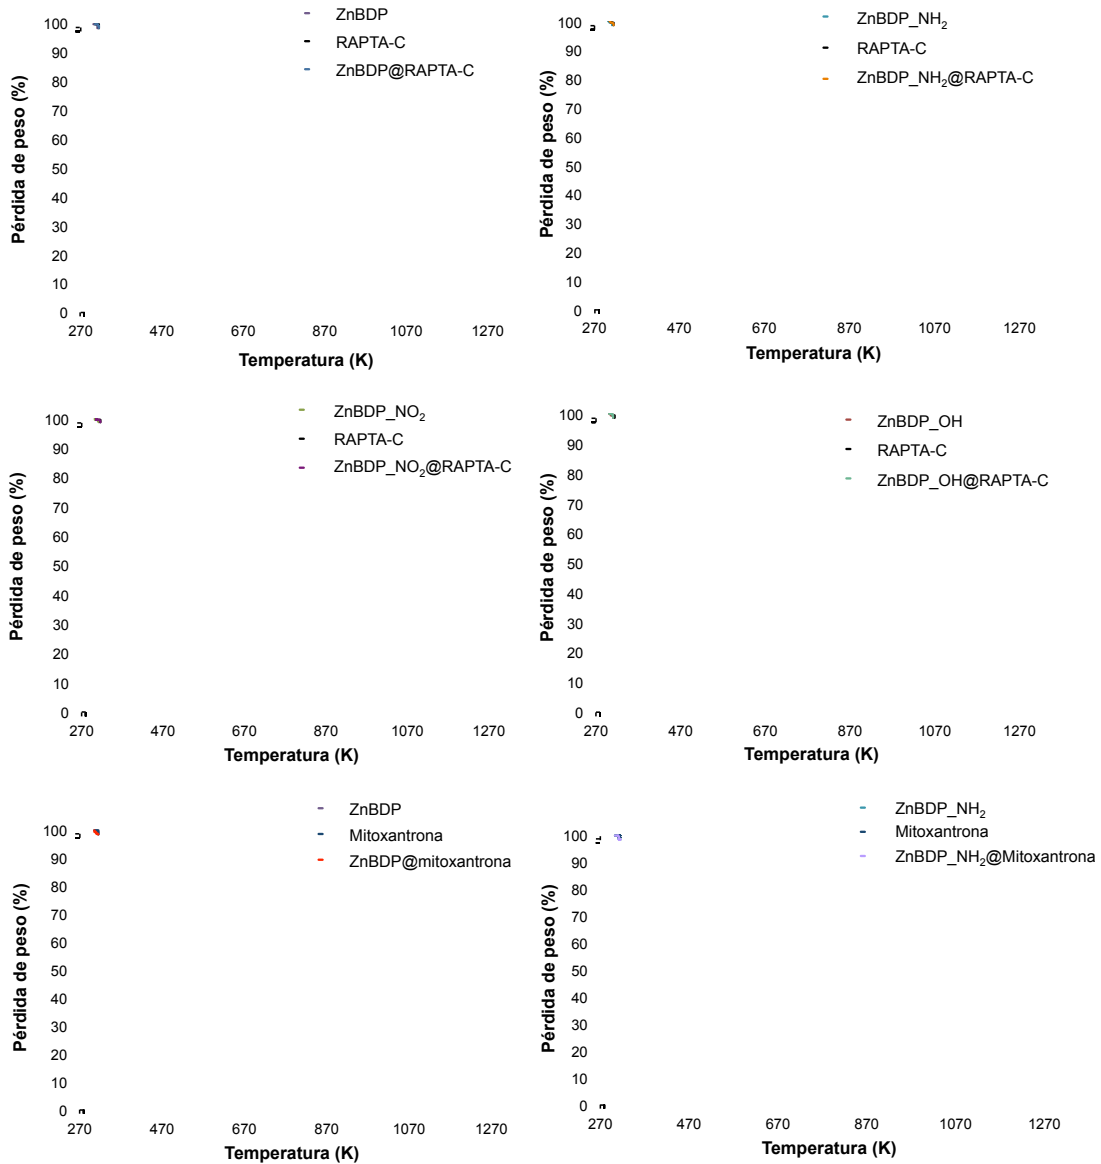 ZnBDP
RAPTA-C
ZnBDP@RAPTA-C
Pérdida de peso (%)
100
90
80
70
60
50
40
30
20
10
0
270 470 670 870 1070 1270
Temperatura (K)
ZnBDP_NH₂
RAPTA-C
ZnBDP_NH₂@RAPTA-C
Pérdida de peso (%)
100
90
80
70
60
50
40
30
20
10
0
270 470 670 870 1070 1270
Temperatura (K)
ZnBDP_NO₂
RAPTA-C
ZnBDP_NO₂@RAPTA-C
Pérdida de peso (%)
100
90
80
70
60
50
40
30
20
10
0
270 470 670 870 1070 1270
Temperatura (K)
ZnBDP_OH
RAPTA-C
ZnBDP_OH@RAPTA-C
Pérdida de peso (%)
100
90
80
70
60
50
40
30
20
10
0
270 470 670 870 1070 1270
Temperatura (K)
ZnBDP
Mitoxantrona
ZnBDP@mitoxantrona
Pérdida de peso (%)
100
90
80
70
60
50
40
30
20
10
0
270 470 670 870 1070 1270
Temperatura (K)
ZnBDP_NH₂
Mitoxantrona
ZnBDP_NH₂@Mitoxantrona
Pérdida de peso (%)
100
90
80
70
60
50
40
30
20
10
0
270 470 670 870 1070 1270
Temperatura (K)